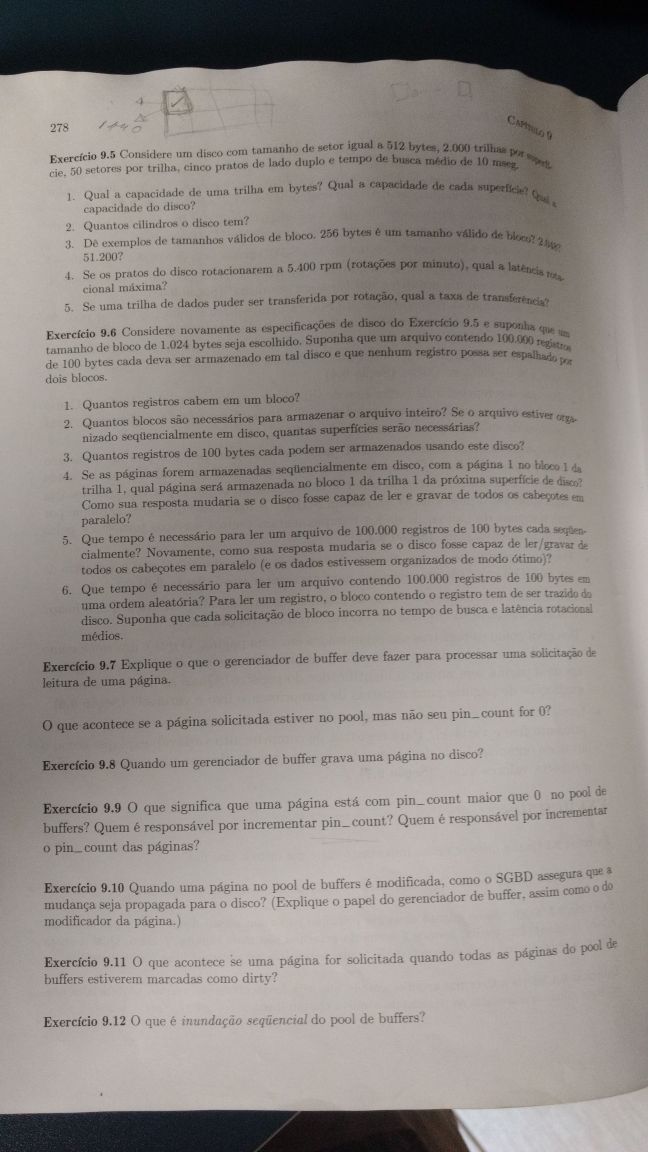 278
1440
4
Capítulo 9
Exercício 9.5 Considere um disco com tamanho de setor igual a 512 bytes, 2.000 trilhas por superfí-
cie, 50 setores por trilha, cinco pratos de lado duplo e tempo de busca médio de 10 mseg.
1. Qual a capacidade de uma trilha em bytes? Qual a capacidade de cada superfície? Qual a
capacidade do disco?
2. Quantos cilindros o disco tem?
3. Dê exemplos de tamanhos válidos de bloco. 256 bytes é um tamanho válido de bloco?
51.200?
4. Se os pratos do disco rotacionarem a 5.400 rpm (rotações por minuto), qual a latência rota-
cional máxima?
5. Se uma trilha de dados puder ser transferida por rotação, qual a taxa de transferência?
Exercício 9.6 Considere novamente as especificações de disco do Exercício 9.5 e suponha que um
tamanho de bloco de 1.024 bytes seja escolhido. Suponha que um arquivo contendo 100.000 registros
de 100 bytes cada deva ser armazenado em tal disco e que nenhum registro possa ser espalhado por
dois blocos.
1. Quantos registros cabem em um bloco?
2. Quantos blocos são necessários para armazenar o arquivo inteiro? Se o arquivo estiver orga-
nizado seqüencialmente em disco, quantas superfícies serão necessárias?
3. Quantos registros de 100 bytes cada podem ser armazenados usando este disco?
4. Se as páginas forem armazenadas seqüencialmente em disco, com a página 1 no bloco 1 da
trilha 1, qual página será armazenada no bloco 1 da trilha 1 da próxima superfície de disco?
Como sua resposta mudaria se o disco fosse capaz de ler e gravar de todos os cabeçotes em
paralelo?
5. Que tempo é necessário para ler um arquivo de 100.000 registros de 100 bytes cada seqüen-
cialmente? Novamente, como sua resposta mudaria se o disco fosse capaz de ler/gravar de
todos os cabeçotes em paralelo (e os dados estivessem organizados de modo ótimo)?
6. Que tempo é necessário para ler um arquivo contendo 100.000 registros de 100 bytes em
uma ordem aleatória? Para ler um registro, o bloco contendo o registro tem de ser trazido do
disco. Suponha que cada solicitação de bloco incorra no tempo de busca e latência rotacional
médios.
Exercício 9.7 Explique o que o gerenciador de buffer deve fazer para processar uma solicitação de
leitura de uma página.
O que acontece se a página solicitada estiver no pool, mas não seu pin_count for 0?
Exercício 9.8 Quando um gerenciador de buffer grava uma página no disco?
Exercício 9.9 O que significa que uma página está com pin_count maior que 0 no pool de
buffers? Quem é responsável por incrementar pin_count? Quem é responsável por incrementar
o pin_count das páginas?
Exercício 9.10 Quando uma página no pool de buffers é modificada, como o SGBD assegura que a
mudança seja propagada para o disco? (Explique o papel do gerenciador de buffer, assim como o do
modificador da página.)
Exercício 9.11 O que acontece se uma página for solicitada quando todas as páginas do pool de
buffers estiverem marcadas como dirty?
Exercício 9.12 O que é inundação seqüencial do pool de buffers?